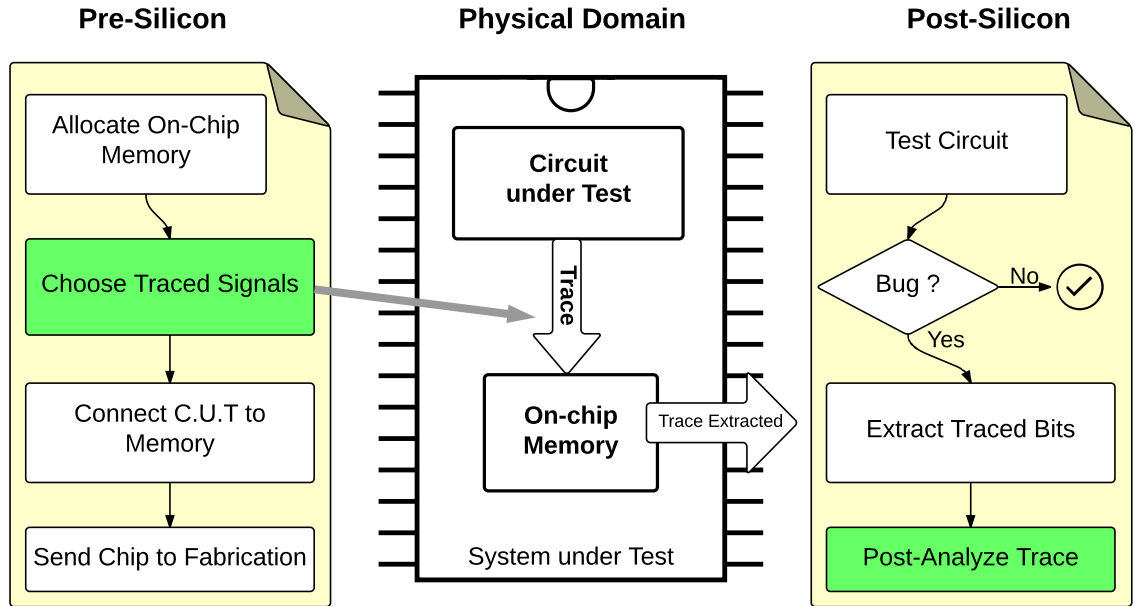 Pre-Silicon
Allocate On-Chip
Memory
Choose Traced Signals
Connect C.U.T to
Memory
Send Chip to Fabrication
Physical Domain
Circuit
under Test
Trace
On-chip
Memory
Trace Extracted
System under Test
Post-Silicon
Test Circuit
Bug ?
No
Yes
Extract Traced Bits
Post-Analyze Trace